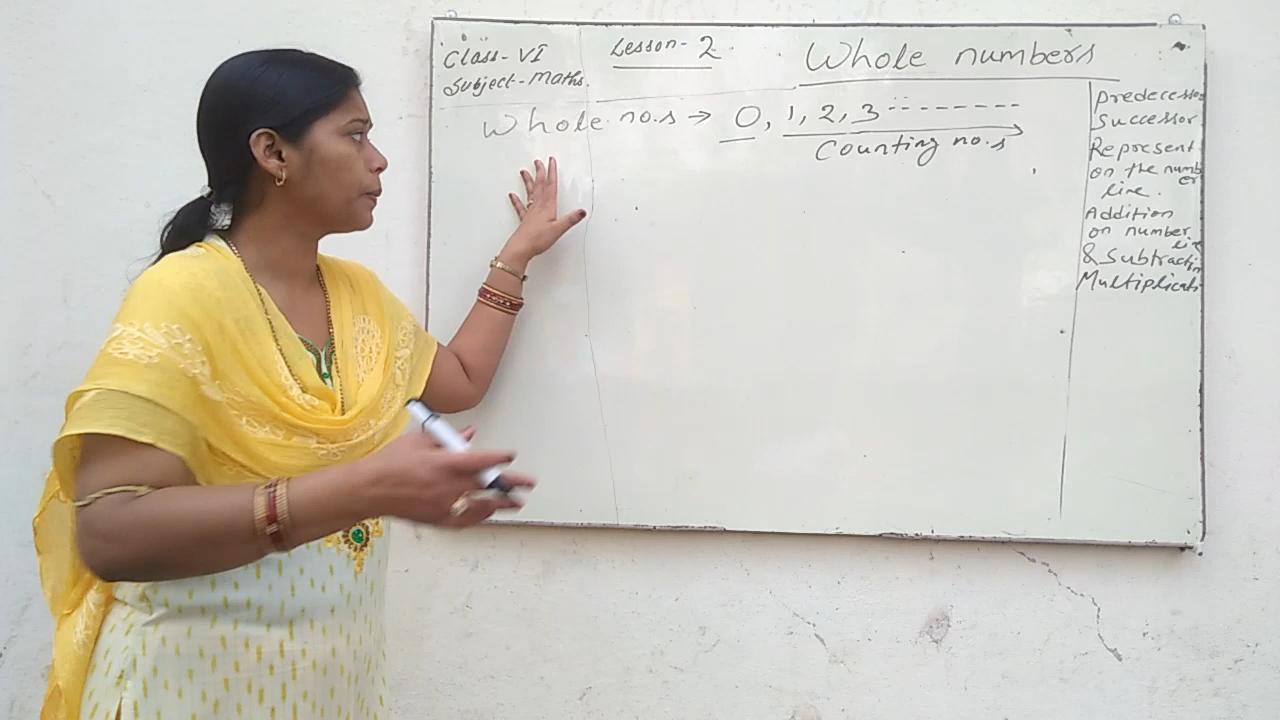 Class-VI
Subject-Maths.
Lesson-2.
Whole numbers
Whole no.s → 0, 1, 2, 3 -------
Counting no.s
Predecessor
Successor
Represent
on the number
line.
Addition
on number
line
& Subtraction
Multiplicati